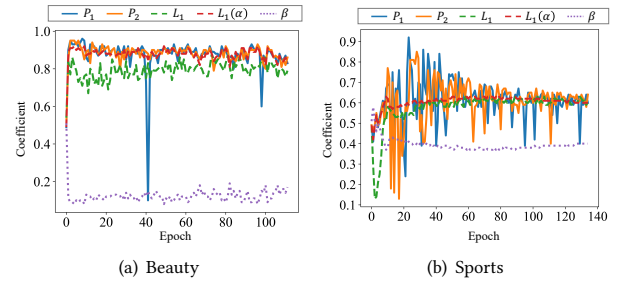 P₁ P₂ L₁ L₁(α) β
1.0
0.8
0.6
0.4
0.2
Coefficient
0 20 40 60 80 100
Epoch
(a) Beauty
P₁ P₂ L₁ L₁(α) β
0.9
0.8
0.7
0.6
0.5
0.4
0.3
0.2
0.1
Coefficient
0 20 40 60 80 100 120 140
Epoch
(b) Sports